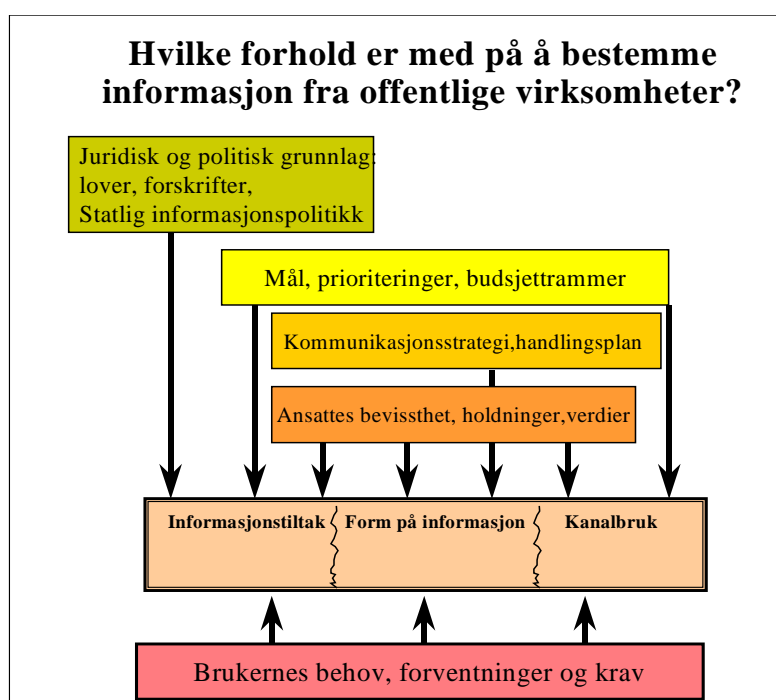 Hvilke forhold er med på å bestemme
informasjon fra offentlige virksomheter?
Juridisk og politisk grunnlag:
lover, forskrifter,
Statlig informasjonspolitikk
Mål, prioriteringer, budsjettrammer
Kommunikasjonsstrategi,handlingsplan
Ansattes bevissthet, holdninger,verdier
Informasjonstiltak
Form på informasjon
Kanalbruk
Brukernes behov, forventninger og krav